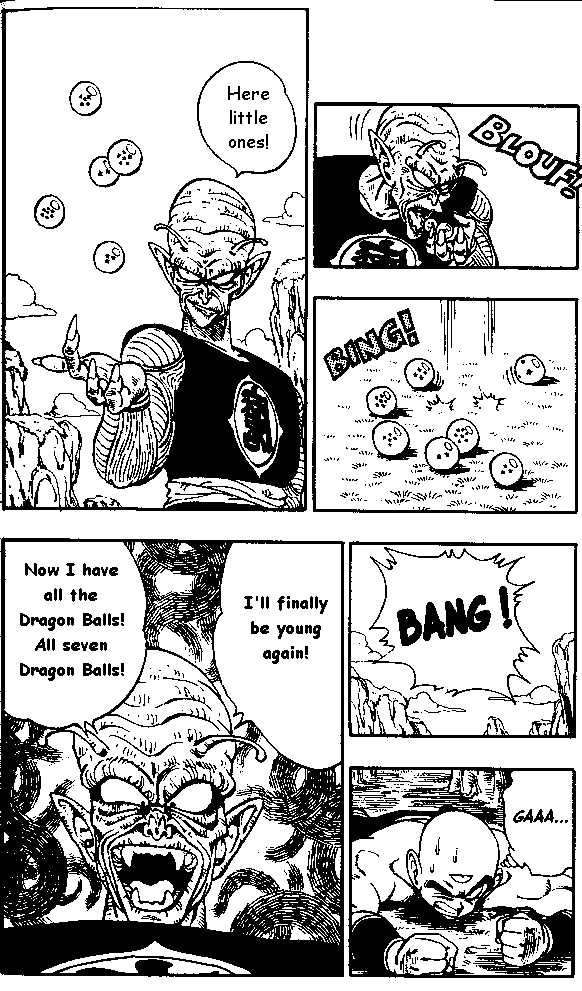 Here
little
ones!
BLOUF!
BING!
Now I have
all the
Dragon Balls!
All seven
Dragon Balls!
I'll finally
be young
again!
BANG!
GAAA...